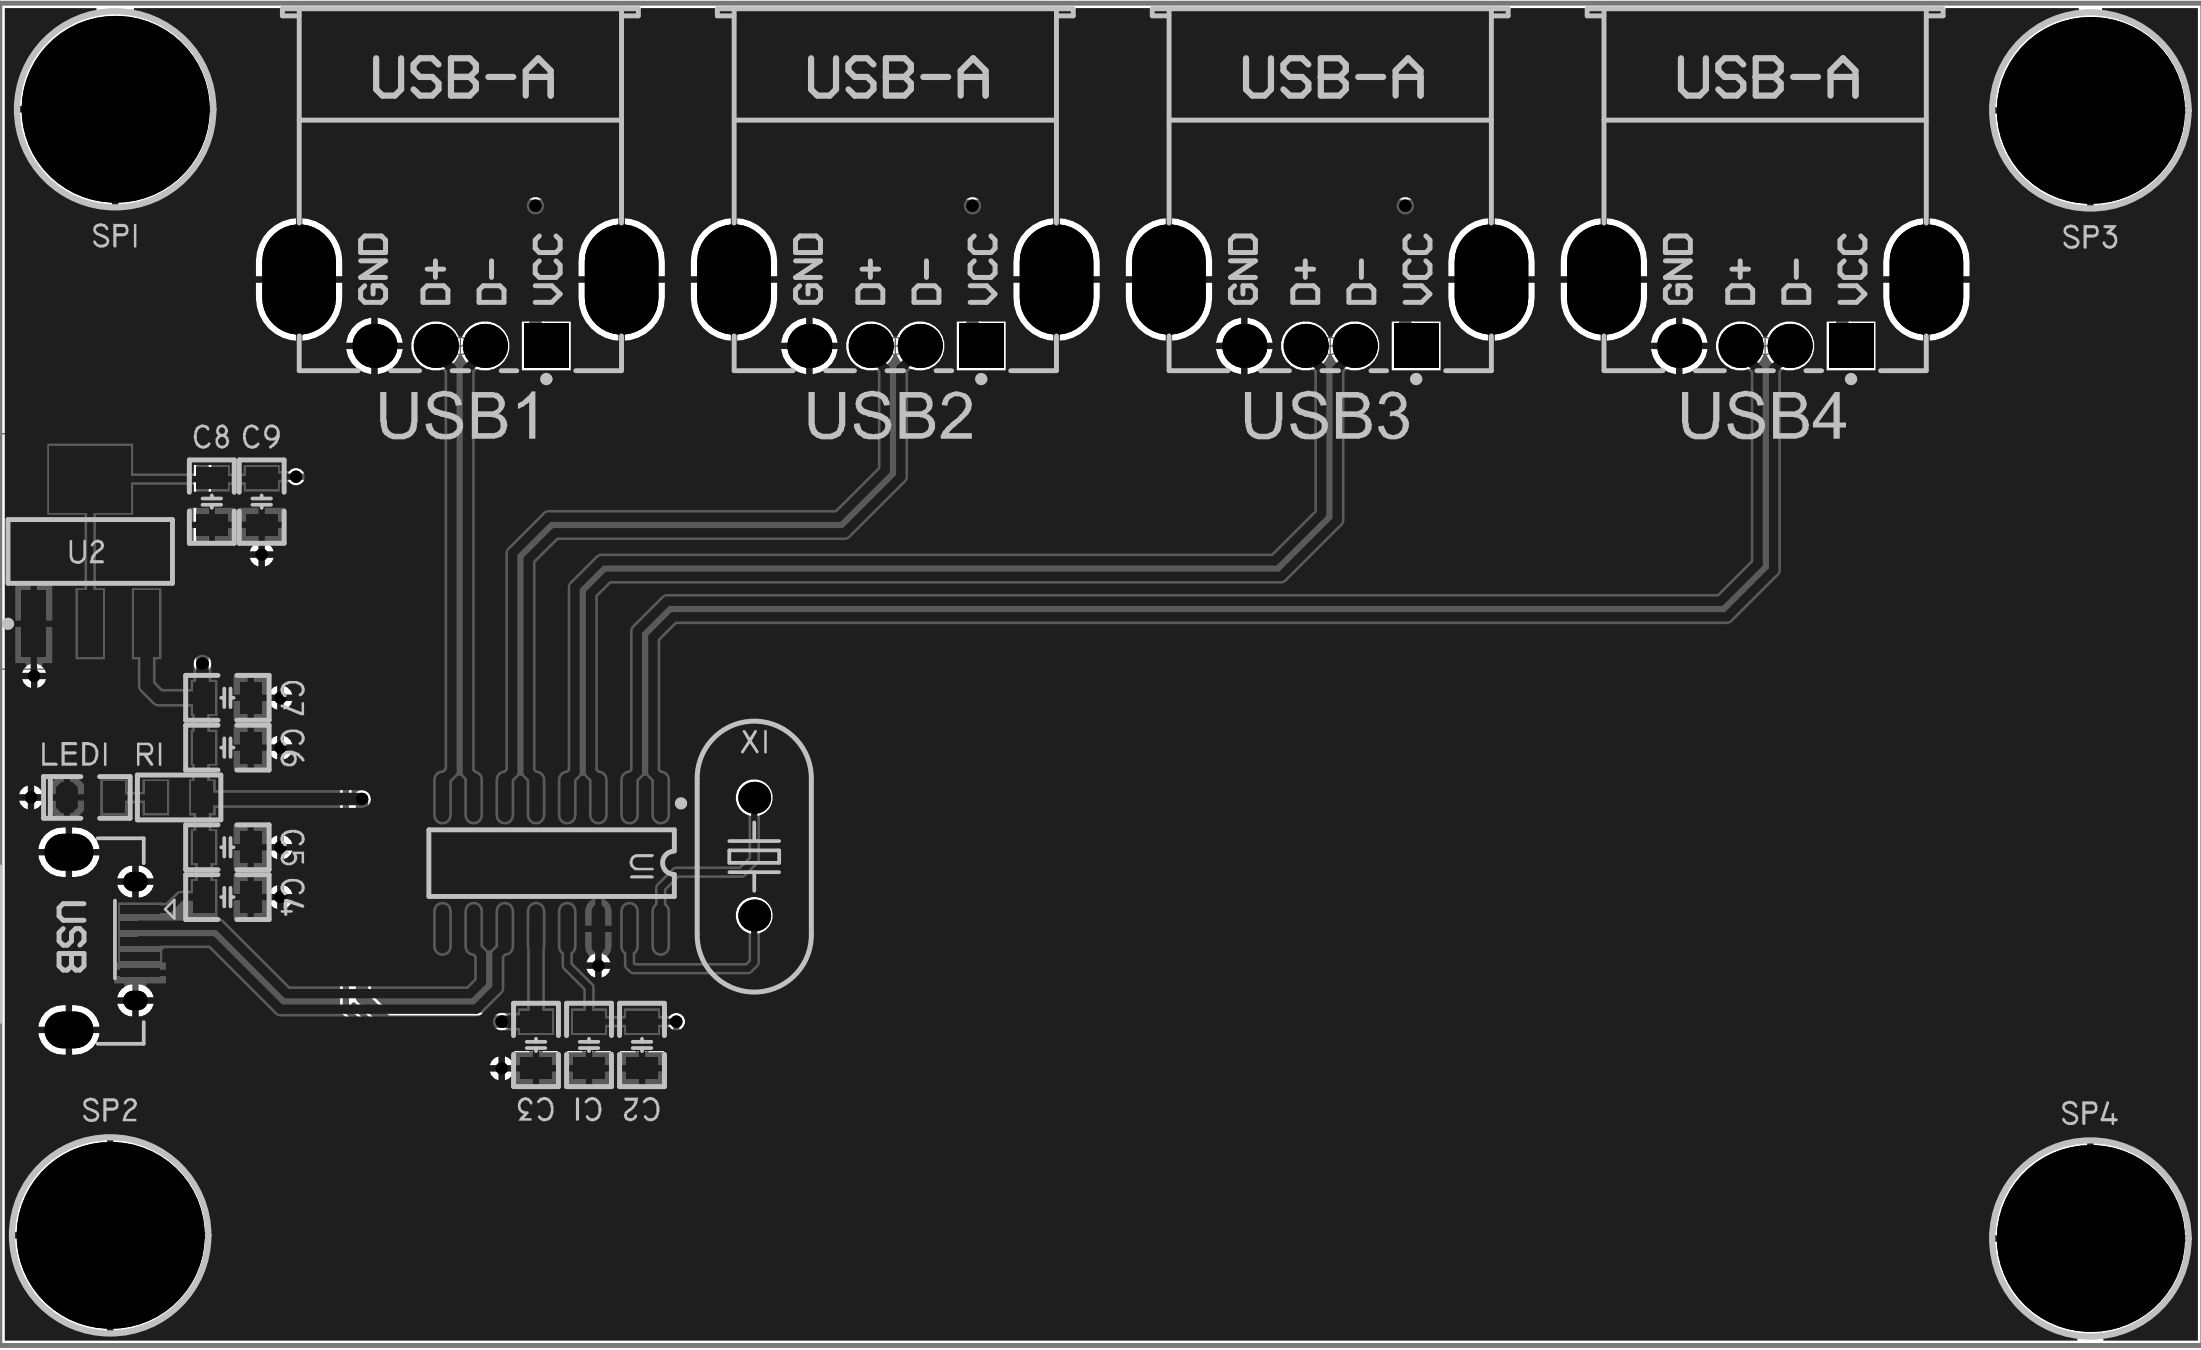 USB-A USB-A USB-A USB-A
SP1 SP3
GND D+ D- VCC GND D+ D- VCC GND D+ D- VCC GND D+ D- VCC
USB1 USB2 USB3 USB4
C8 C9
U2
C7
X1
LED1 R1 C6
C5
U1
C4
USB
SP2 C3 C1 C2 SP4